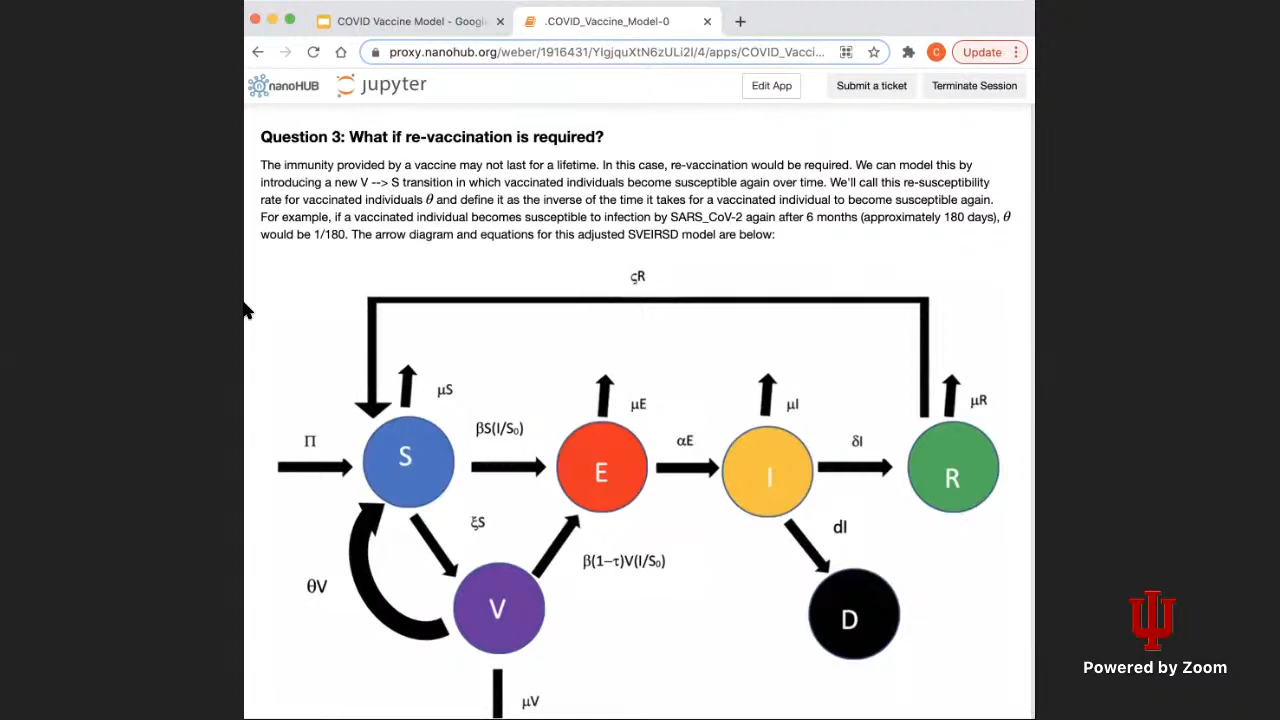 COVID Vaccine Model - Googl
.COVID_Vaccine_Model-0
proxy.nanohub.org/weber/1916431/YIgjquXtN6zULi2I/4/apps/COVID_Vacci...
C
Update
nanoHUB
Jupyter
Edit App
Submit a ticket
Terminate Session
Question 3: What if re-vaccination is required?
The immunity provided by a vaccine may not last for a lifetime. In this case, re-vaccination would be required. We can model this by
introducing a new V --> S transition in which vaccinated individuals become susceptible again over time. We'll call this re-susceptibility
rate for vaccinated individuals θ and define it as the inverse of the time it takes for a vaccinated individual to become susceptible again.
For example, if a vaccinated individual becomes susceptible to infection by SARS_CoV-2 again after 6 months (approximately 180 days), θ
would be 1/180. The arrow diagram and equations for this adjusted SVEIRSD model are below:
ςR
μS
μE
μI
μR
Π
S
βS(I/S₀)
E
αE
I
δI
R
ξS
dI
θV
β(1−τ)V(I/S₀)
V
D
μV
Powered by Zoom